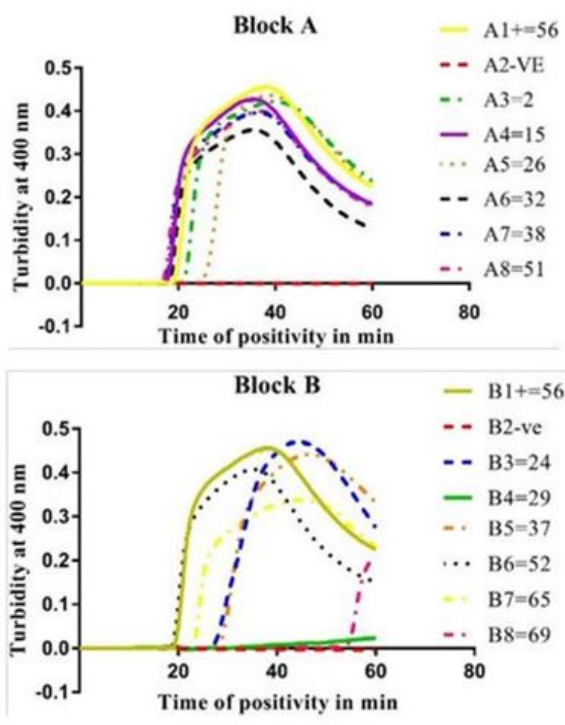 Block A
A1+=56
A2-VE
A3=2
A4=15
A5=26
A6=32
A7=38
A8=51
Turbidity at 400 nm
0.5
0.4
0.3
0.2
0.1
0.0
-0.1
20 40 60 80
Time of positivity in min
Block B
B1+=56
B2-ve
B3=24
B4=29
B5=37
B6=52
B7=65
B8=69
Turbidity at 400 nm
0.5
0.4
0.3
0.2
0.1
0.0
-0.1
20 40 60 80
Time of positivity in min